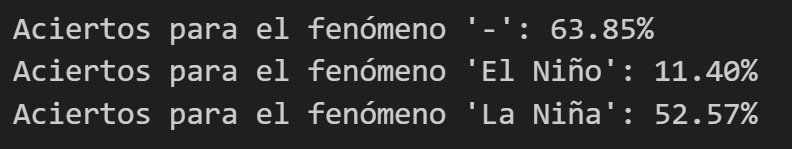 Aciertos para el fenómeno '-': 63.85%
Aciertos para el fenómeno 'El Niño': 11.40%
Aciertos para el fenómeno 'La Niña': 52.57%